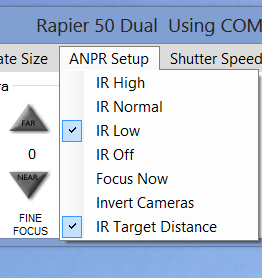 Rapier 50 Dual Using COM
ate Size ANPR Setup Shutter Speed
IR High
IR Normal
IR Low
IR Off
Focus Now
Invert Cameras
IR Target Distance
FAR
0
NEAR
FINE
FOCUS